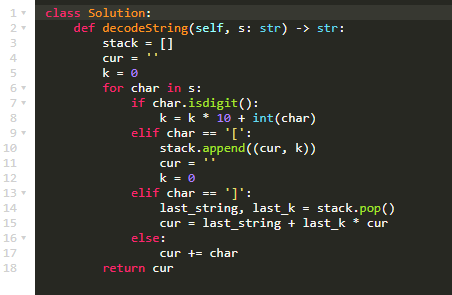 1 class Solution:
2     def decodeString(self, s: str) -> str:
3         stack = []
4         cur = ''
5         k = 0
6         for char in s:
7             if char.isdigit():
8                 k = k * 10 + int(char)
9             elif char == '[':
10                 stack.append((cur, k))
11                 cur = ''
12                 k = 0
13             elif char == ']':
14                 last_string, last_k = stack.pop()
15                 cur = last_string + last_k * cur
16             else:
17                 cur += char
18         return cur